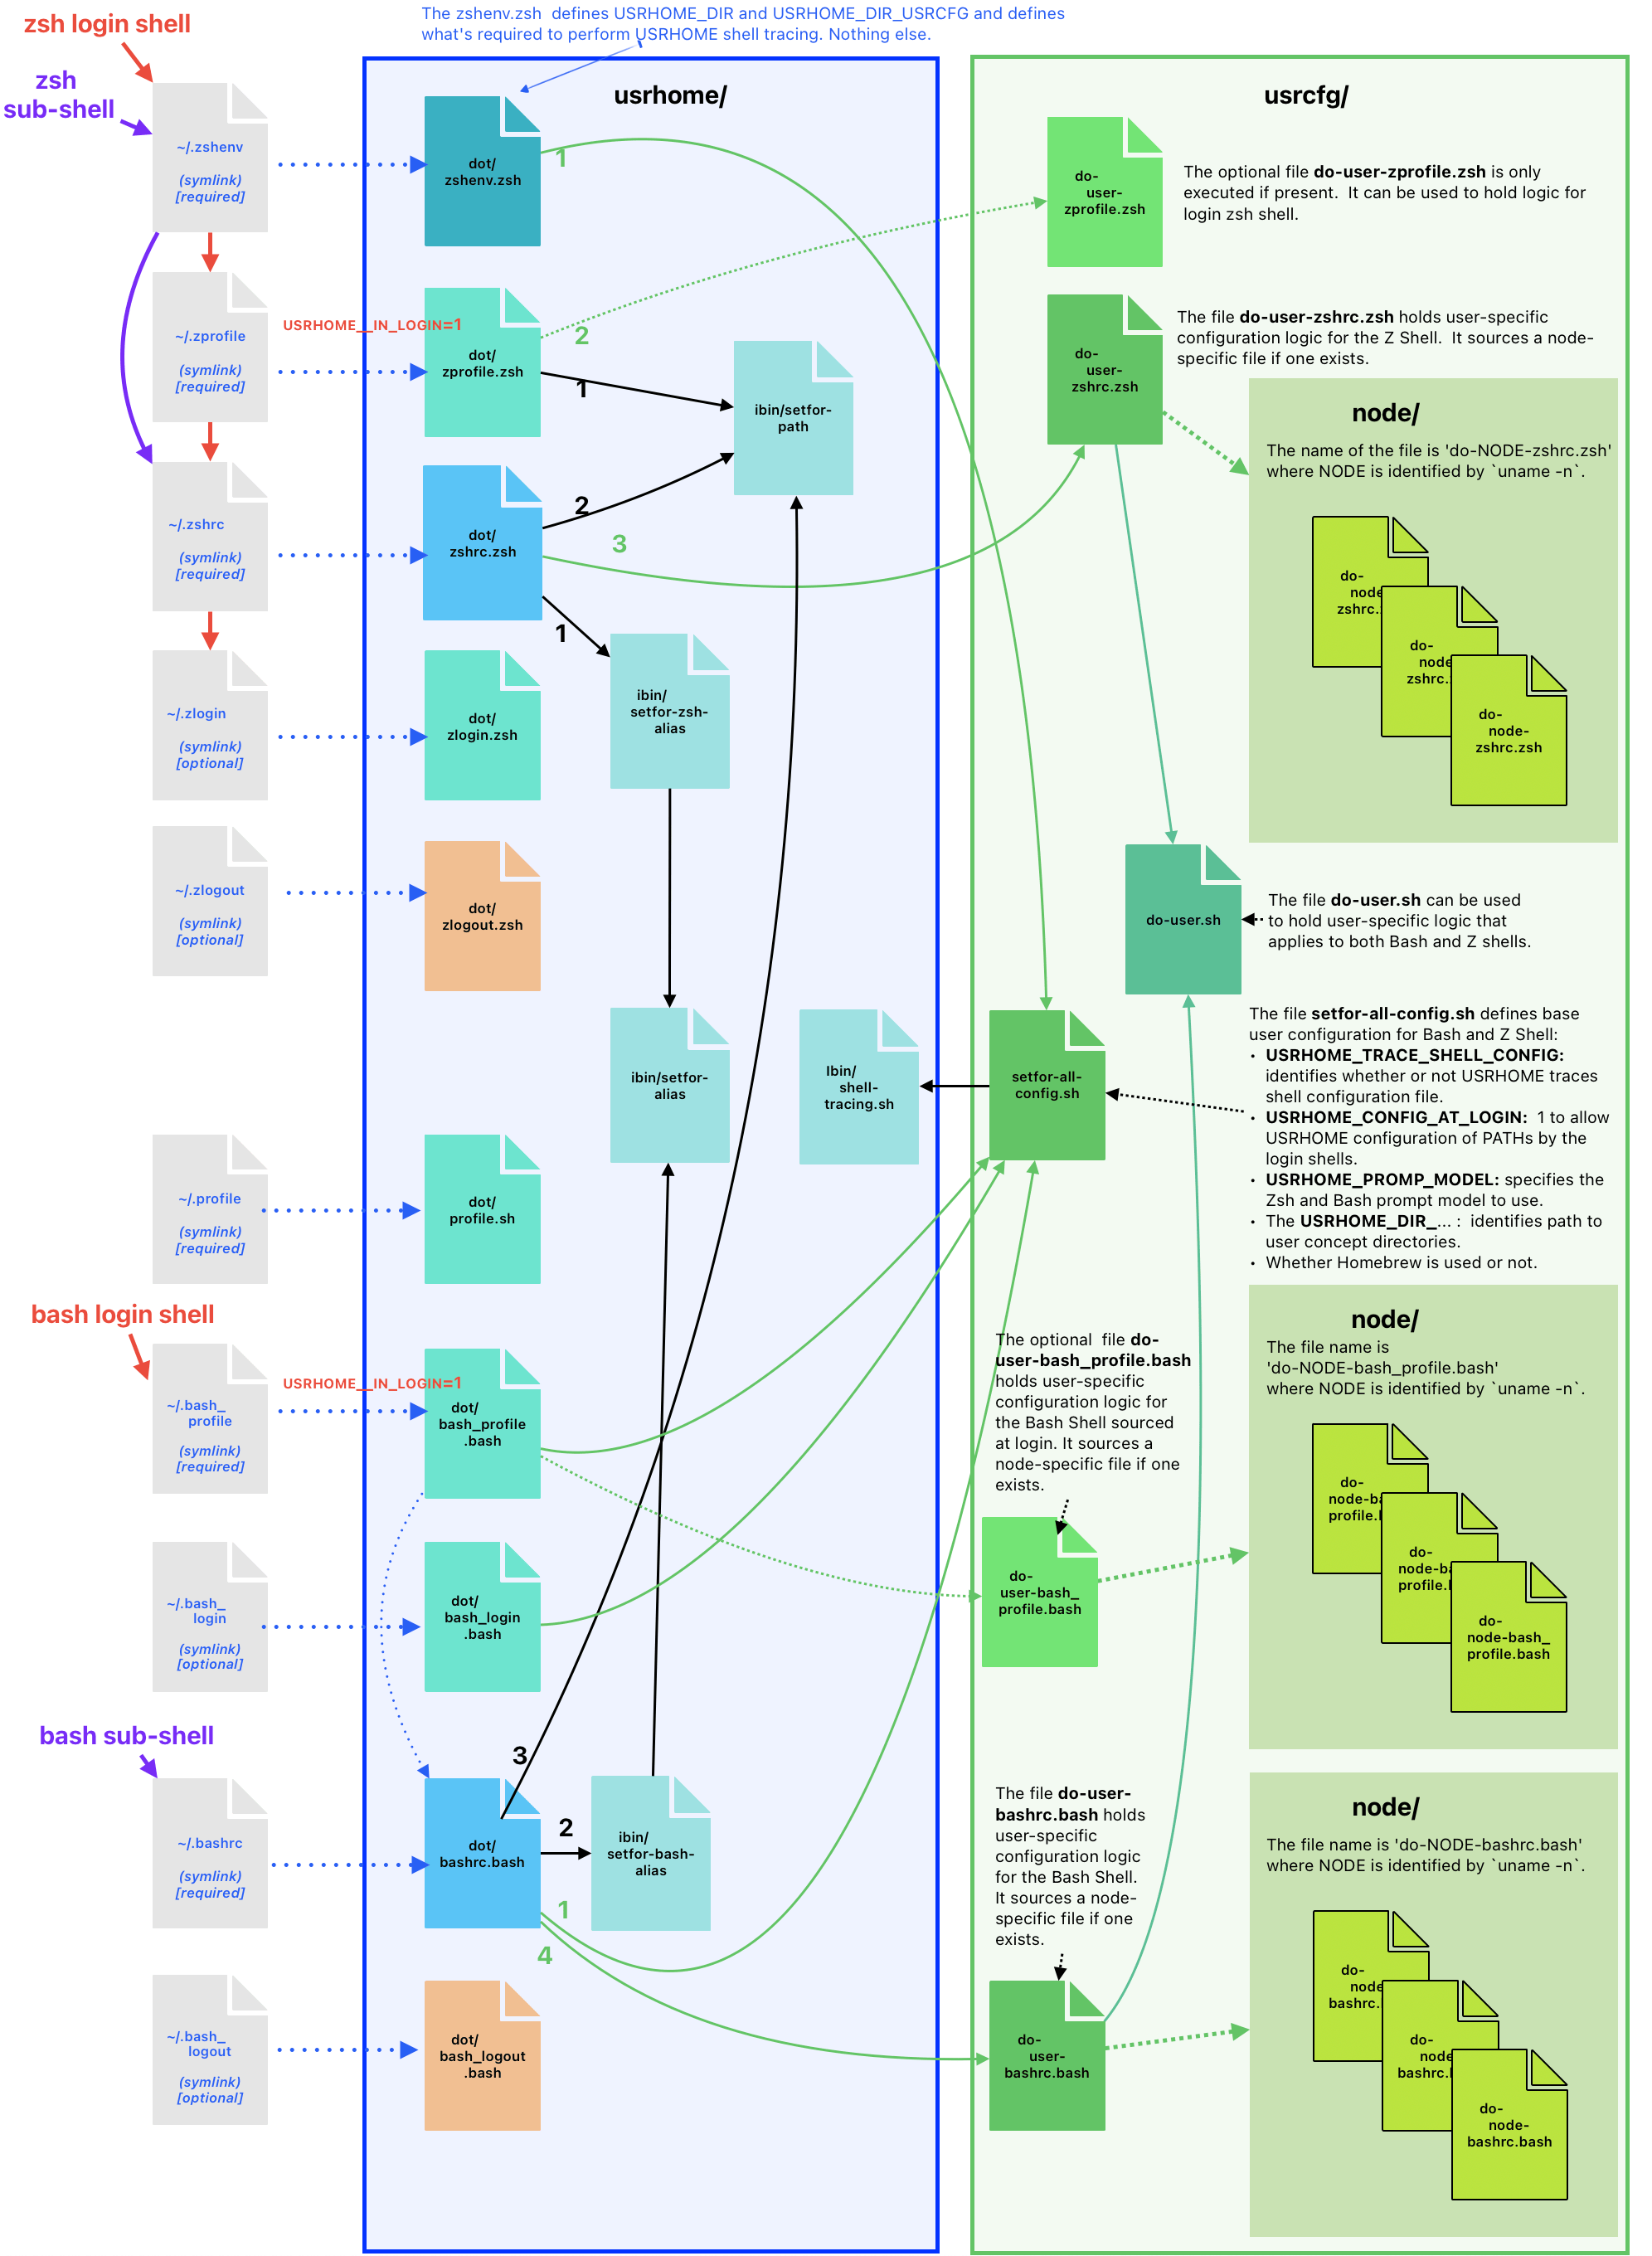 zsh login shell
The zshenv.zsh  defines USRHOME_DIR and USRHOME_DIR_USRCFG and defines
what's required to perform USRHOME shell tracing. Nothing else.
zsh
sub-shell
usrhome/
usrcfg/
~/.zshenv
(symlink)
[required]
dot/
zshenv.zsh
1
do-
user-
zprofile.zsh
The optional file do-user-zprofile.zsh is only
executed if present.  It can be used to hold logic for
login zsh shell.
~/.zprofile
(symlink)
[required]
USRHOME__IN_LOGIN=1
dot/
zprofile.zsh
2
1
ibin/setfor-
path
do-
user-
zshrc.zsh
The file do-user-zshrc.zsh holds user-specific
configuration logic for the Z Shell.  It sources a node-
specific file if one exists.
node/
The name of the file is 'do-NODE-zshrc.zsh'
where NODE is identified by `uname -n`.
do-
node
zshrc.
do-
node
zshrc.
do-
node-
zshrc.zsh
~/.zshrc
(symlink)
[required]
dot/
zshrc.zsh
2
3
1
ibin/
setfor-zsh-
alias
~/.zlogin
(symlink)
[optional]
dot/
zlogin.zsh
~/.zlogout
(symlink)
[optional]
dot/
zlogout.zsh
do-user.sh
The file do-user.sh can be used
to hold user-specific logic that
applies to both Bash and Z shells.
ibin/setfor-
alias
Ibin/
shell-
tracing.sh
setfor-all-
config.sh
The file setfor-all-config.sh defines base
user configuration for Bash and Z Shell:
• USRHOME_TRACE_SHELL_CONFIG:
identifies whether or not USRHOME traces
shell configuration file.
• USRHOME_CONFIG_AT_LOGIN:  1 to allow
USRHOME configuration of PATHs by the
login shells.
• USRHOME_PROMP_MODEL: specifies the
Zsh and Bash prompt model to use.
• The USRHOME_DIR_... :  identifies path to
user concept directories.
• Whether Homebrew is used or not.
~/.profile
(symlink)
[required]
dot/
profile.sh
bash login shell
~/.bash_
profile
(symlink)
[required]
USRHOME__IN_LOGIN=1
dot/
bash_profile
.bash
The optional  file do-
user-bash_profile.bash
holds user-specific
configuration logic for
the Bash Shell sourced
at login. It sources a
node-specific file if one
exists.
node/
The file name is
'do-NODE-bash_profile.bash'
where NODE is identified by `uname -n`.
do-
node-ba
profile.
do-
node-ba
profile.
do-
node-bash_
profile.bash
~/.bash_
login
(symlink)
[optional]
dot/
bash_login
.bash
do-
user-bash_
profile.bash
bash sub-shell
~/.bashrc
(symlink)
[required]
3
dot/
bashrc.bash
2
ibin/
setfor-bash-
alias
1
4
The file do-user-
bashrc.bash holds
user-specific
configuration logic
for the Bash Shell.
It sources a node-
specific file if one
exists.
node/
The file name is 'do-NODE-bashrc.bash'
where NODE is identified by `uname -n`.
do-
node
bashrc.
do-
node
bashrc.
do-
node-
bashrc.bash
~/.bash_
logout
(symlink)
[optional]
dot/
bash_logout
.bash
do-
user-
bashrc.bash